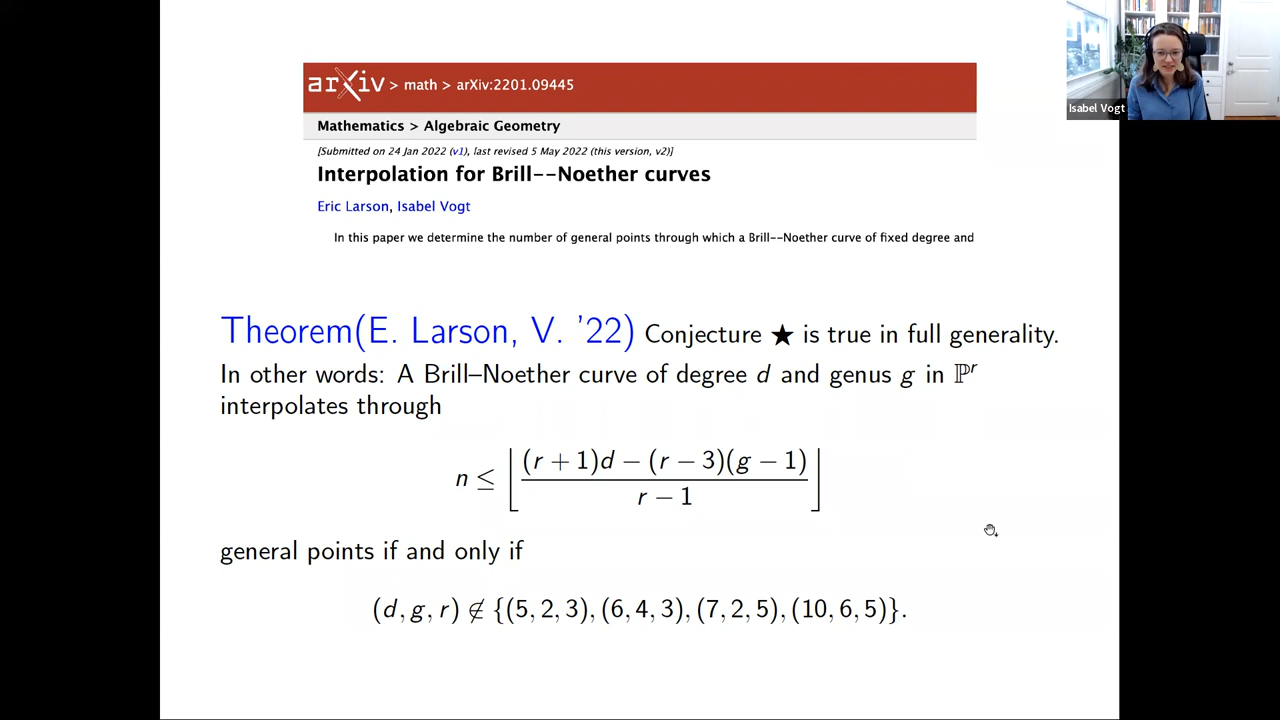 arXiv > math > arXiv:2201.09445
Isabel Vogt
Mathematics > Algebraic Geometry
[Submitted on 24 Jan 2022 (v1), last revised 5 May 2022 (this version, v2)]
Interpolation for Brill--Noether curves
Eric Larson, Isabel Vogt
In this paper we determine the number of general points through which a Brill--Noether curve of fixed degree and
Theorem(E. Larson, V. '22) Conjecture ★ is true in full generality.
In other words: A Brill–Noether curve of degree d and genus g in ℙʳ
interpolates through
n ≤ ⌊ (r + 1)d − (r − 3)(g − 1) / r − 1 ⌋
general points if and only if
(d, g, r) ∉ {(5, 2, 3), (6, 4, 3), (7, 2, 5), (10, 6, 5)}.